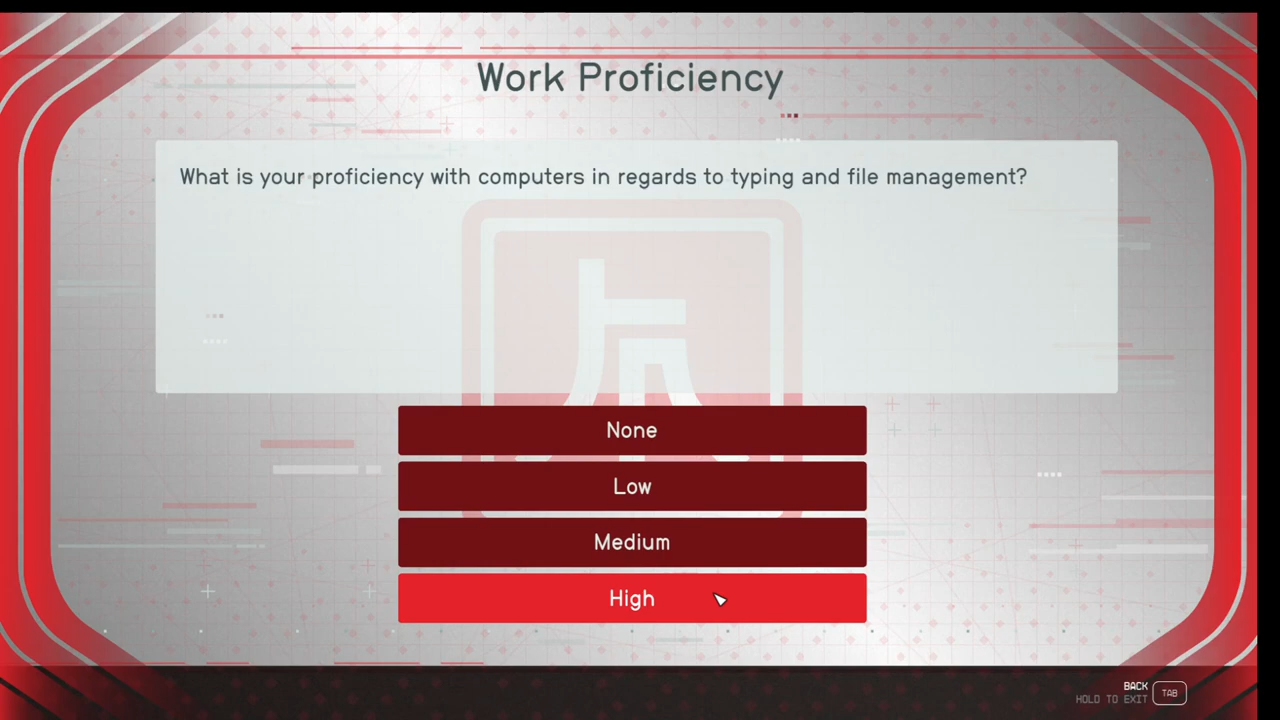 Work Proficiency
What is your proficiency with computers in regards to typing and file management?
None
Low
Medium
High
BACK
HOLD TO EXIT
TAB